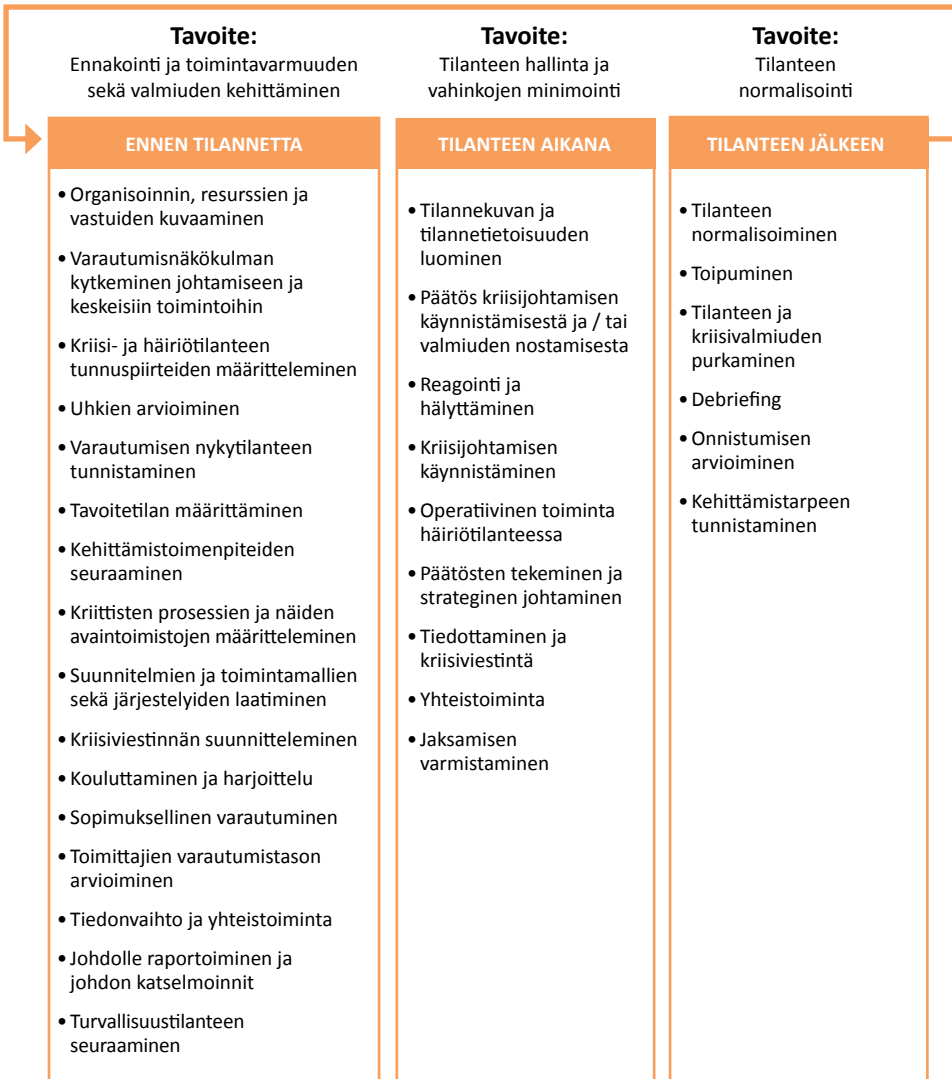 Tavoite:
Ennakointi ja toimintavarmuuden
sekä valmiuden kehittäminen
ENNEN TILANNETTA
• Organisoinnin, resurssien ja
vastuiden kuvaaminen
• Varautumisnäkökulman
kytkeminen johtamiseen ja
keskeisiin toimintoihin
• Kriisi- ja häiriötilanteen
tunnuspiirteiden määritteleminen
• Uhkien arvioiminen
• Varautumisen nykytilanteen
tunnistaminen
• Tavoitetilan määrittäminen
• Kehittämistoimenpiteiden
seuraaminen
• Kriittisten prosessien ja näiden
avaintoimistojen määritteleminen
• Suunnitelmien ja toimintamallien
sekä järjestelyiden laatiminen
• Kriisiviestinnän suunnitteleminen
• Kouluttaminen ja harjoittelu
• Sopimuksellinen varautuminen
• Toimittajien varautumistason
arvioiminen
• Tiedonvaihto ja yhteistoiminta
• Johdolle raportoiminen ja
johdon katselmoinnit
• Turvallisuustilanteen
seuraaminen
Tavoite:
Tilanteen hallinta ja
vahinkojen minimointi
TILANTEEN AIKANA
• Tilannekuvan ja
tilannetietoisuuden
luominen
• Päätös kriisijohtamisen
käynnistämisestä ja / tai
valmiuden nostamisesta
• Reagointi ja
hälyttäminen
• Kriisijohtamisen
käynnistäminen
• Operatiivinen toiminta
häiriötilanteessa
• Päätösten tekeminen ja
strateginen johtaminen
• Tiedottaminen ja
kriisiviestintä
• Yhteistoiminta
• Jaksamisen
varmistaminen
Tavoite:
Tilanteen
normalisointi
TILANTEEN JÄLKEEN
• Tilanteen
normalisoiminen
• Toipuminen
• Tilanteen ja
kriisivalmiuden
purkaminen
• Debriefing
• Onnistumisen
arvioiminen
• Kehittämistarpeen
tunnistaminen